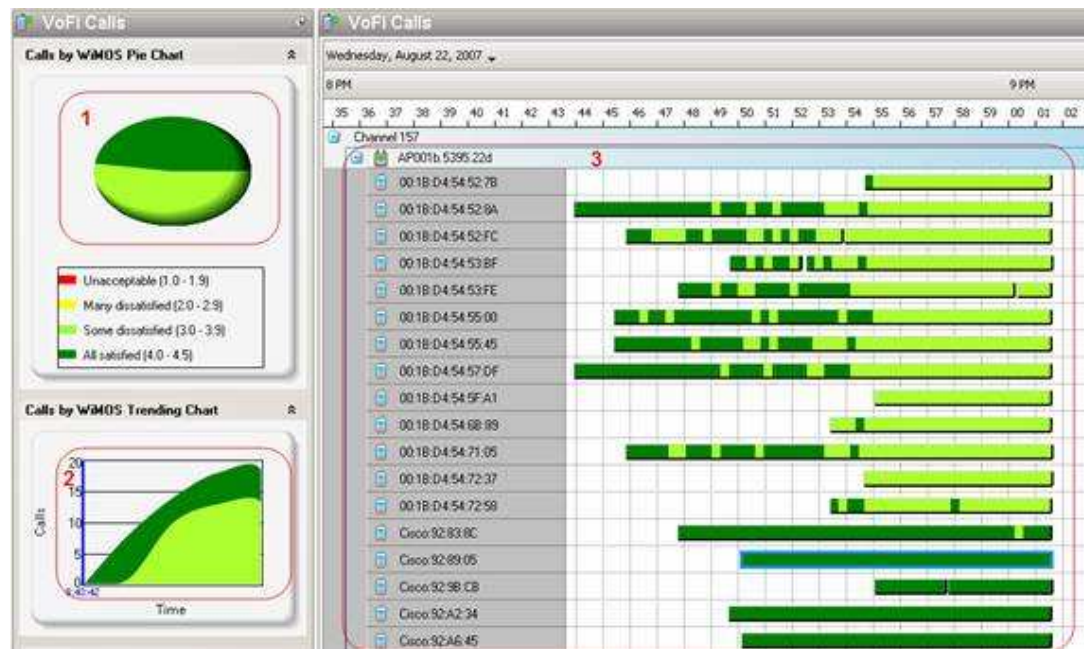 VoFi Calls
Calls by WiMOS Pie Chart
1
Unacceptable (1.0 - 1.9)
Many dissatisfied (2.0 - 2.9)
Some dissatisfied (3.0 - 3.9)
All satisfied (4.0 - 4.5)
Calls by WiMOS Trending Chart
2
20
15
10
5
0
Calls
Time
VoFi Calls
Wednesday, August 22, 2007
8 PM 9 PM
35 36 37 38 39 40 41 42 43 44 45 46 47 48 49 50 51 52 53 54 55 56 57 58 59 00 01 02
Channel 157
AP001b.5395.22d
3
00:1B:D4:54:52:7B
00:1B:D4:54:52:8A
00:1B:D4:54:52:FC
00:1B:D4:54:53:BF
00:1B:D4:54:53:FE
00:1B:D4:54:55:00
00:1B:D4:54:55:45
00:1B:D4:54:57:DF
00:1B:D4:54:5F:A1
00:1B:D4:54:6B:89
00:1B:D4:54:71:05
00:1B:D4:54:72:37
00:1B:D4:54:72:58
Cisco:92:83:8C
Cisco:92:89:05
Cisco:92:9B:CB
Cisco:92:A2:34
Cisco:92:A6:45